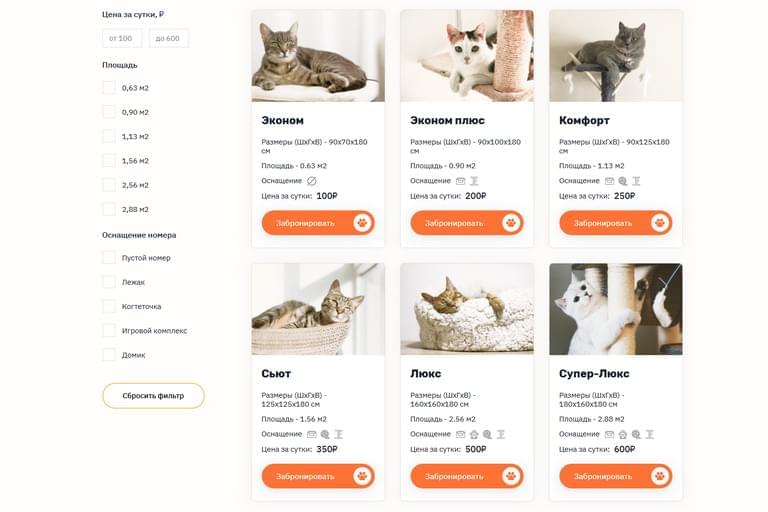 Цена за сутки, ₽
от 100
до 600
Площадь
0,63 м2
0,90 м2
1,13 м2
1,56 м2
2,56 м2
2,88 м2
Оснащение номера
Пустой номер
Лежак
Когтеточка
Игровой комплекс
Домик
Сбросить фильтр
Эконом
Размеры (ШхГхВ) - 90х70х180
см
Площадь - 0.63 м2
Оснащение
Цена за сутки: 100₽
Забронировать
Эконом плюс
Размеры (ШхГхВ) - 90х100х180
см
Площадь - 0.90 м2
Оснащение
Цена за сутки: 200₽
Забронировать
Комфорт
Размеры (ШхГхВ) - 90х125х180
см
Площадь - 1.13 м2
Оснащение
Цена за сутки: 250₽
Забронировать
Сьют
Размеры (ШхГхВ) -
125х125х180 см
Площадь - 1.56 м2
Оснащение
Цена за сутки: 350₽
Забронировать
Люкс
Размеры (ШхГхВ) -
160х160х180 см
Площадь - 2.56 м2
Оснащение
Цена за сутки: 500₽
Забронировать
Супер-Люкс
Размеры (ШхГхВ) -
180х160х180 см
Площадь - 2.88 м2
Оснащение
Цена за сутки: 600₽
Забронировать